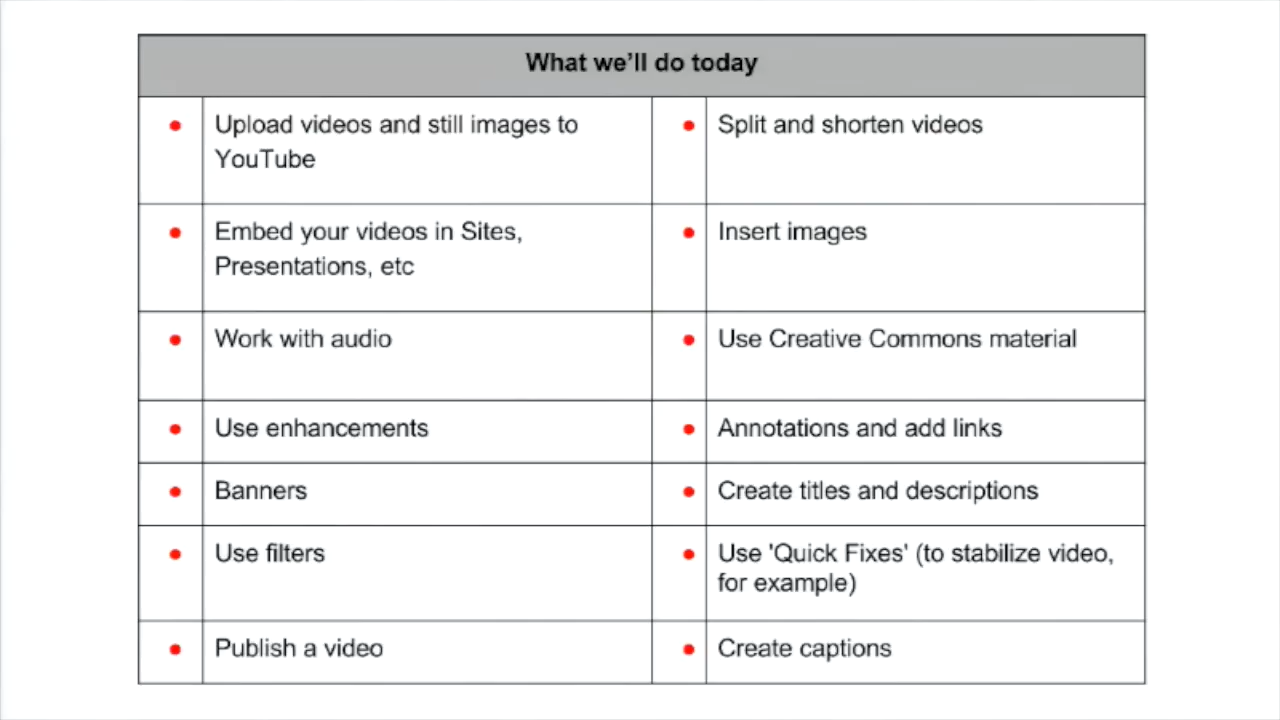 What we'll do today
Upload videos and still images to
YouTube
Split and shorten videos
Embed your videos in Sites,
Presentations, etc
Insert images
Work with audio
Use Creative Commons material
Use enhancements
Annotations and add links
Banners
Create titles and descriptions
Use filters
Use 'Quick Fixes' (to stabilize video,
for example)
Publish a video
Create captions